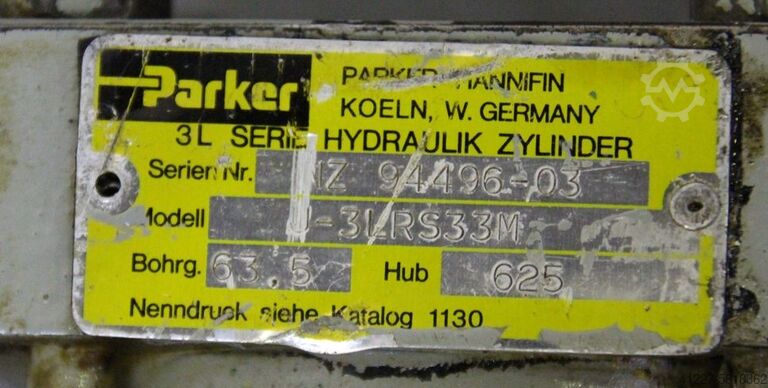 Parker
PARKER HANNIFIN
KOELN, W. GERMANY
3L SERIE HYDRAULIK ZYLINDER
Serien Nr. 94496-03
Modell J-3LRS33M
Bohrg. 63.5 Hub 625
Nenndruck siehe Katalog 1130